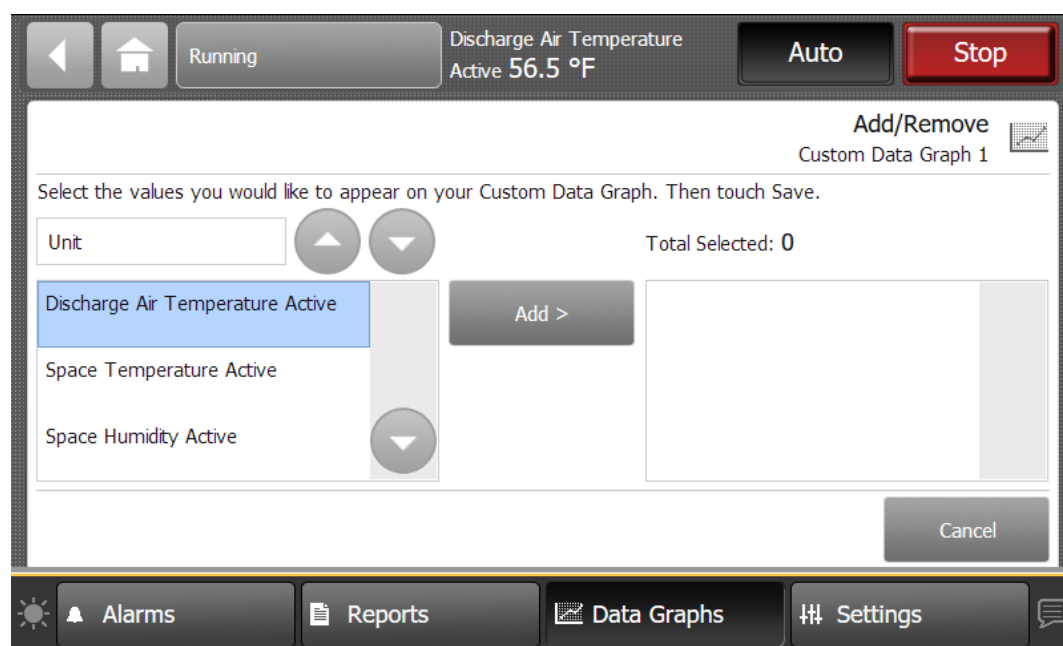 Running
Discharge Air Temperature
Active 56.5 °F
Auto
Stop
Add/Remove
Custom Data Graph 1
Select the values you would like to appear on your Custom Data Graph. Then touch Save.
Unit
Total Selected: 0
Discharge Air Temperature Active
Add >
Space Temperature Active
Space Humidity Active
Cancel
Alarms
Reports
Data Graphs
Settings